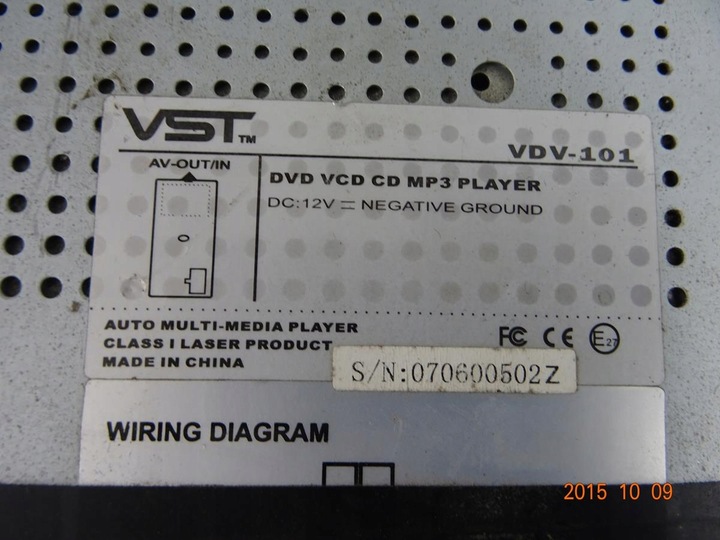 VST™
VDV-101
AV-OUT/IN
DVD VCD CD MP3 PLAYER
DC:12V ⎓ NEGATIVE GROUND
AUTO MULTI-MEDIA PLAYER
CLASS I LASER PRODUCT
MADE IN CHINA
FC CE E27
S/N:070600502Z
WIRING DIAGRAM
2015 10 09